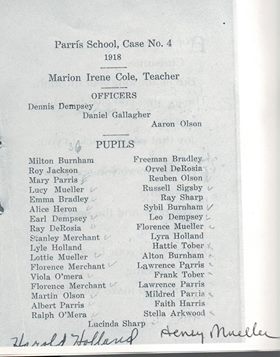 Parris School, Case No. 4
1918
Marion Irene Cole, Teacher
OFFICERS
Dennis Dempsey
Daniel Gallagher
Aaron Olson
36
PUPILS
Milton Burnham Freeman Bradley
Roy Jackson Orvel DeRosia
Mary Parris Reuben Olson
Lucy Mueller Russell Sigsby
Emma Bradley Ray Sharp
Alice Heron Sybil Burnham
Earl Dempsey Leo Dempsey
Ray DeRosia Florence Mueller
Stanley Merchant Lyra Holland
Lyle Holland Hattie Tober
Lottie Mueller Alton Burnham
Florence Merchant Lawrence Parris
Viola O'mera Frank Tober
Florence Merchant Lawrence Parris
Martin Olson Mildred Parris
Albert Parris Faith Harris
Ralph O'Mera Stella Arkwood
Lucinda Sharp
Harold Holland Henry Mueller